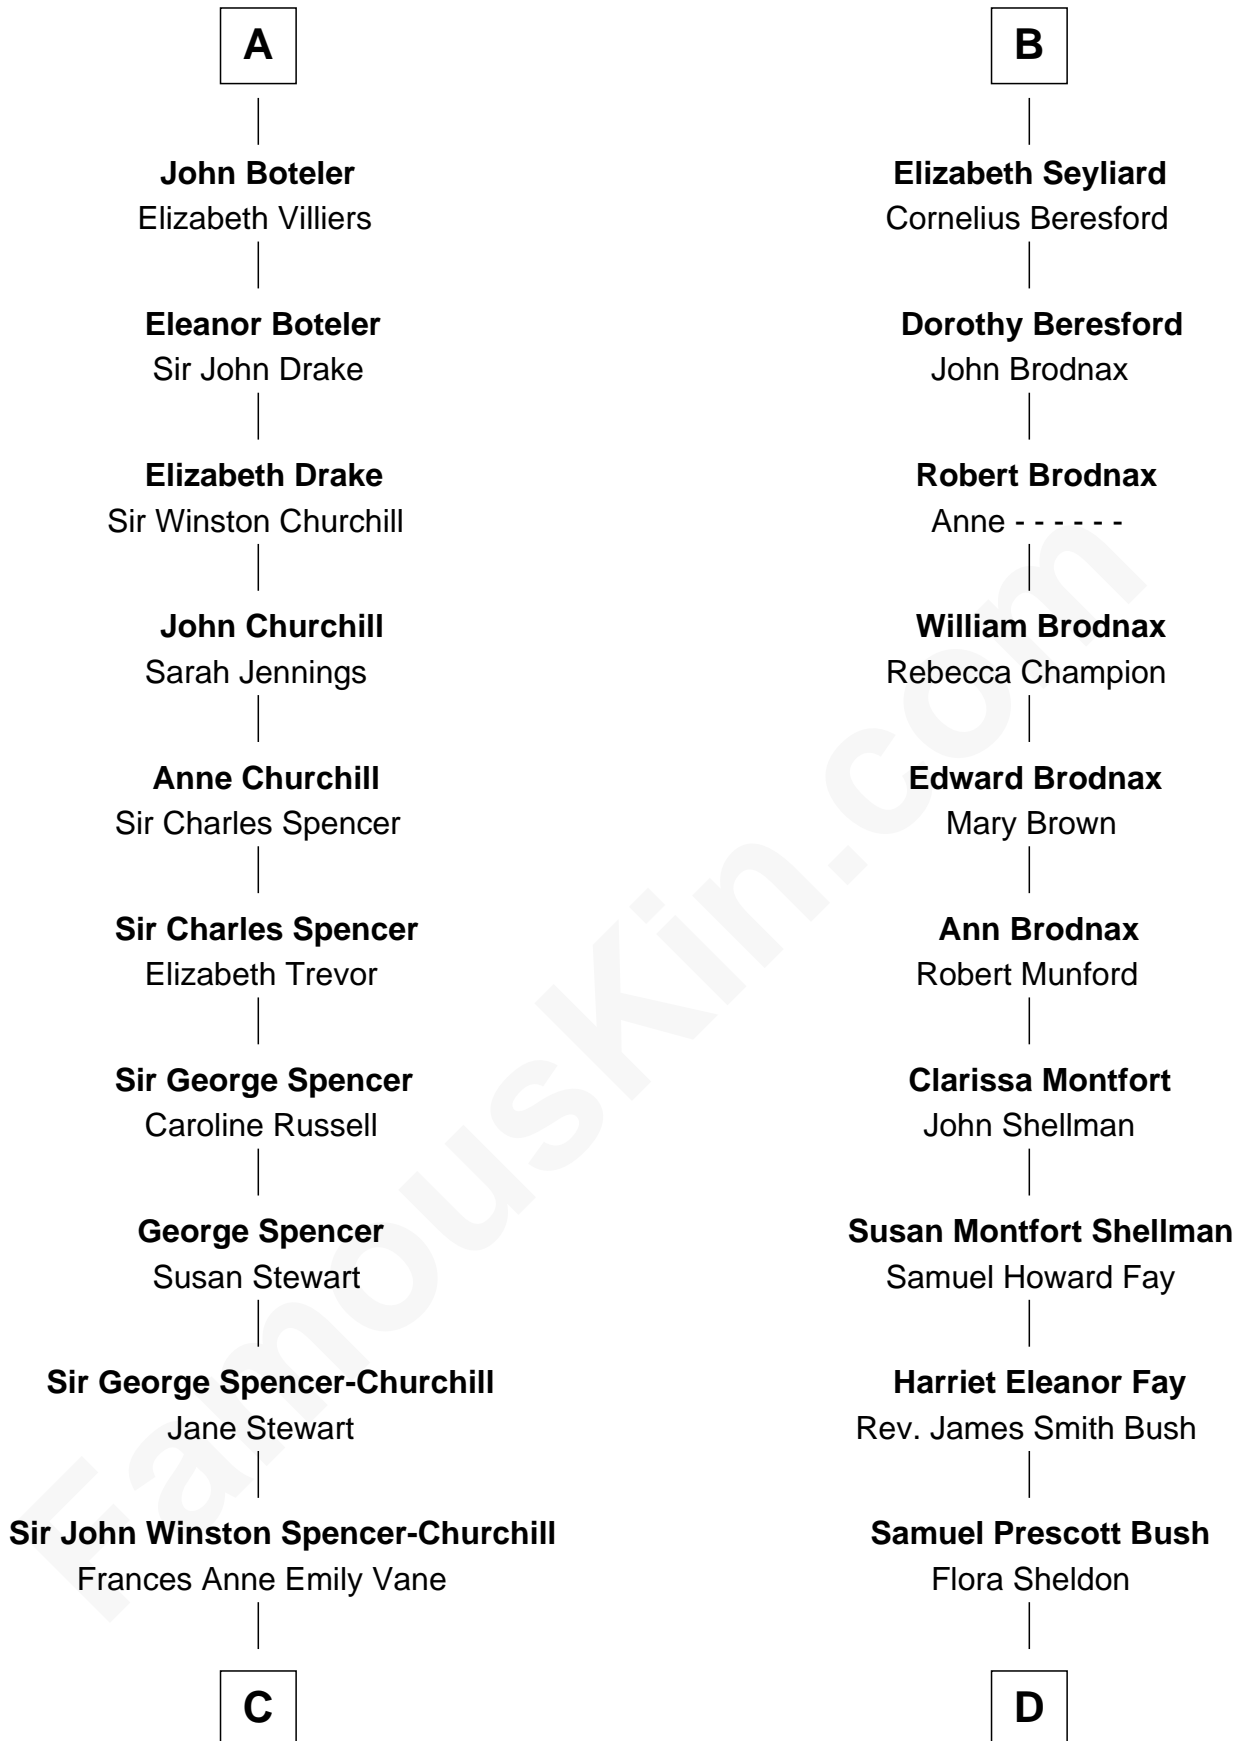 A
John Boteler
Elizabeth Villiers
Eleanor Boteler
Sir John Drake
Elizabeth Drake
Sir Winston Churchill
John Churchill
Sarah Jennings
Anne Churchill
Sir Charles Spencer
Sir Charles Spencer
Elizabeth Trevor
Sir George Spencer
Caroline Russell
George Spencer
Susan Stewart
Sir George Spencer-Churchill
Jane Stewart
Sir John Winston Spencer-Churchill
Frances Anne Emily Vane
C
B
Elizabeth Seyliard
Cornelius Beresford
Dorothy Beresford
John Brodnax
Robert Brodnax
Anne - - - - - -
William Brodnax
Rebecca Champion
Edward Brodnax
Mary Brown
Ann Brodnax
Robert Munford
Clarissa Montfort
John Shellman
Susan Montfort Shellman
Samuel Howard Fay
Harriet Eleanor Fay
Rev. James Smith Bush
Samuel Prescott Bush
Flora Sheldon
D
FamousKin.com